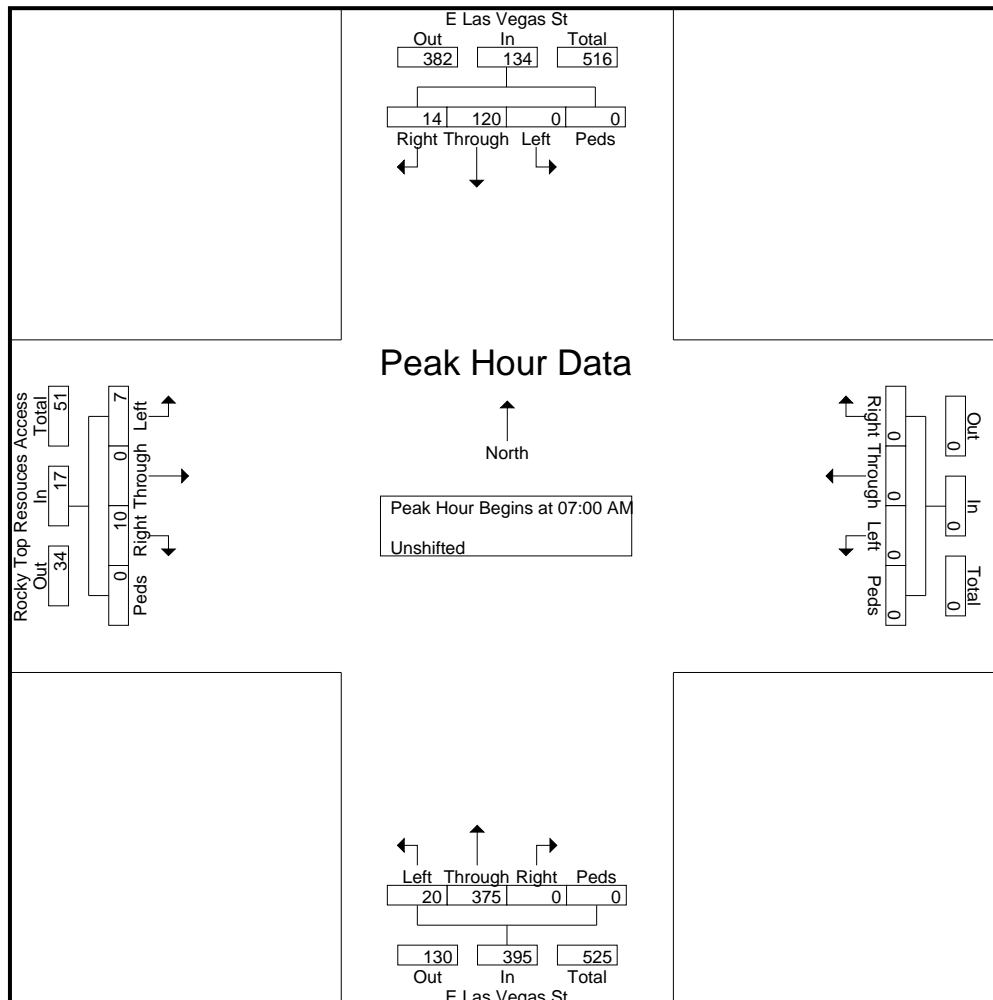 E Las Vegas St
Out In Total
382 134 516
14 120 0 0
Right Through Left Peds
Peak Hour Data
North
Peak Hour Begins at 07:00 AM
Unshifted
Rocky Top Resouces Access
Total In Out
51 17 34
7 0 10 0
Left Through Right Peds
Right Through Left Peds
0 0 0 0
Out In Total
0 0 0
Left Through Right Peds
20 375 0 0
130 395 525
Out In Total
E Las Vegas St